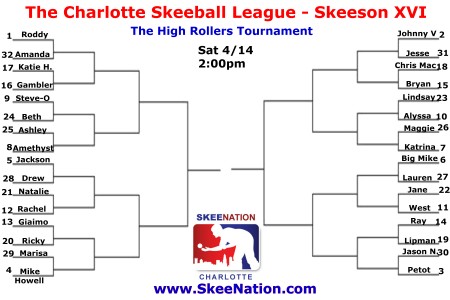 The Charlotte Skeeball League - Skeeson XVI
The High Rollers Tournament
Sat 4/14
2:00pm
1 Roddy
32 Amanda
17 Katie H.
16 Gambler
9 Steve-O
24 Beth
25 Ashley
8 Amethyst
5 Jackson
28 Drew
21 Natalie
12 Rachel
13 Giaimo
20 Ricky
29 Marisa
4 Mike
Howell
Johnny V 2
Jesse 31
Chris Mac 18
Bryan 15
Lindsay 23
Alyssa 10
Maggie 26
Katrina 7
Big Mike 6
Lauren 27
Jane 22
West 11
Ray 14
Lipman 19
Jason N. 30
Petot 3
SKEENATION
CHARLOTTE
www.SkeeNation.com